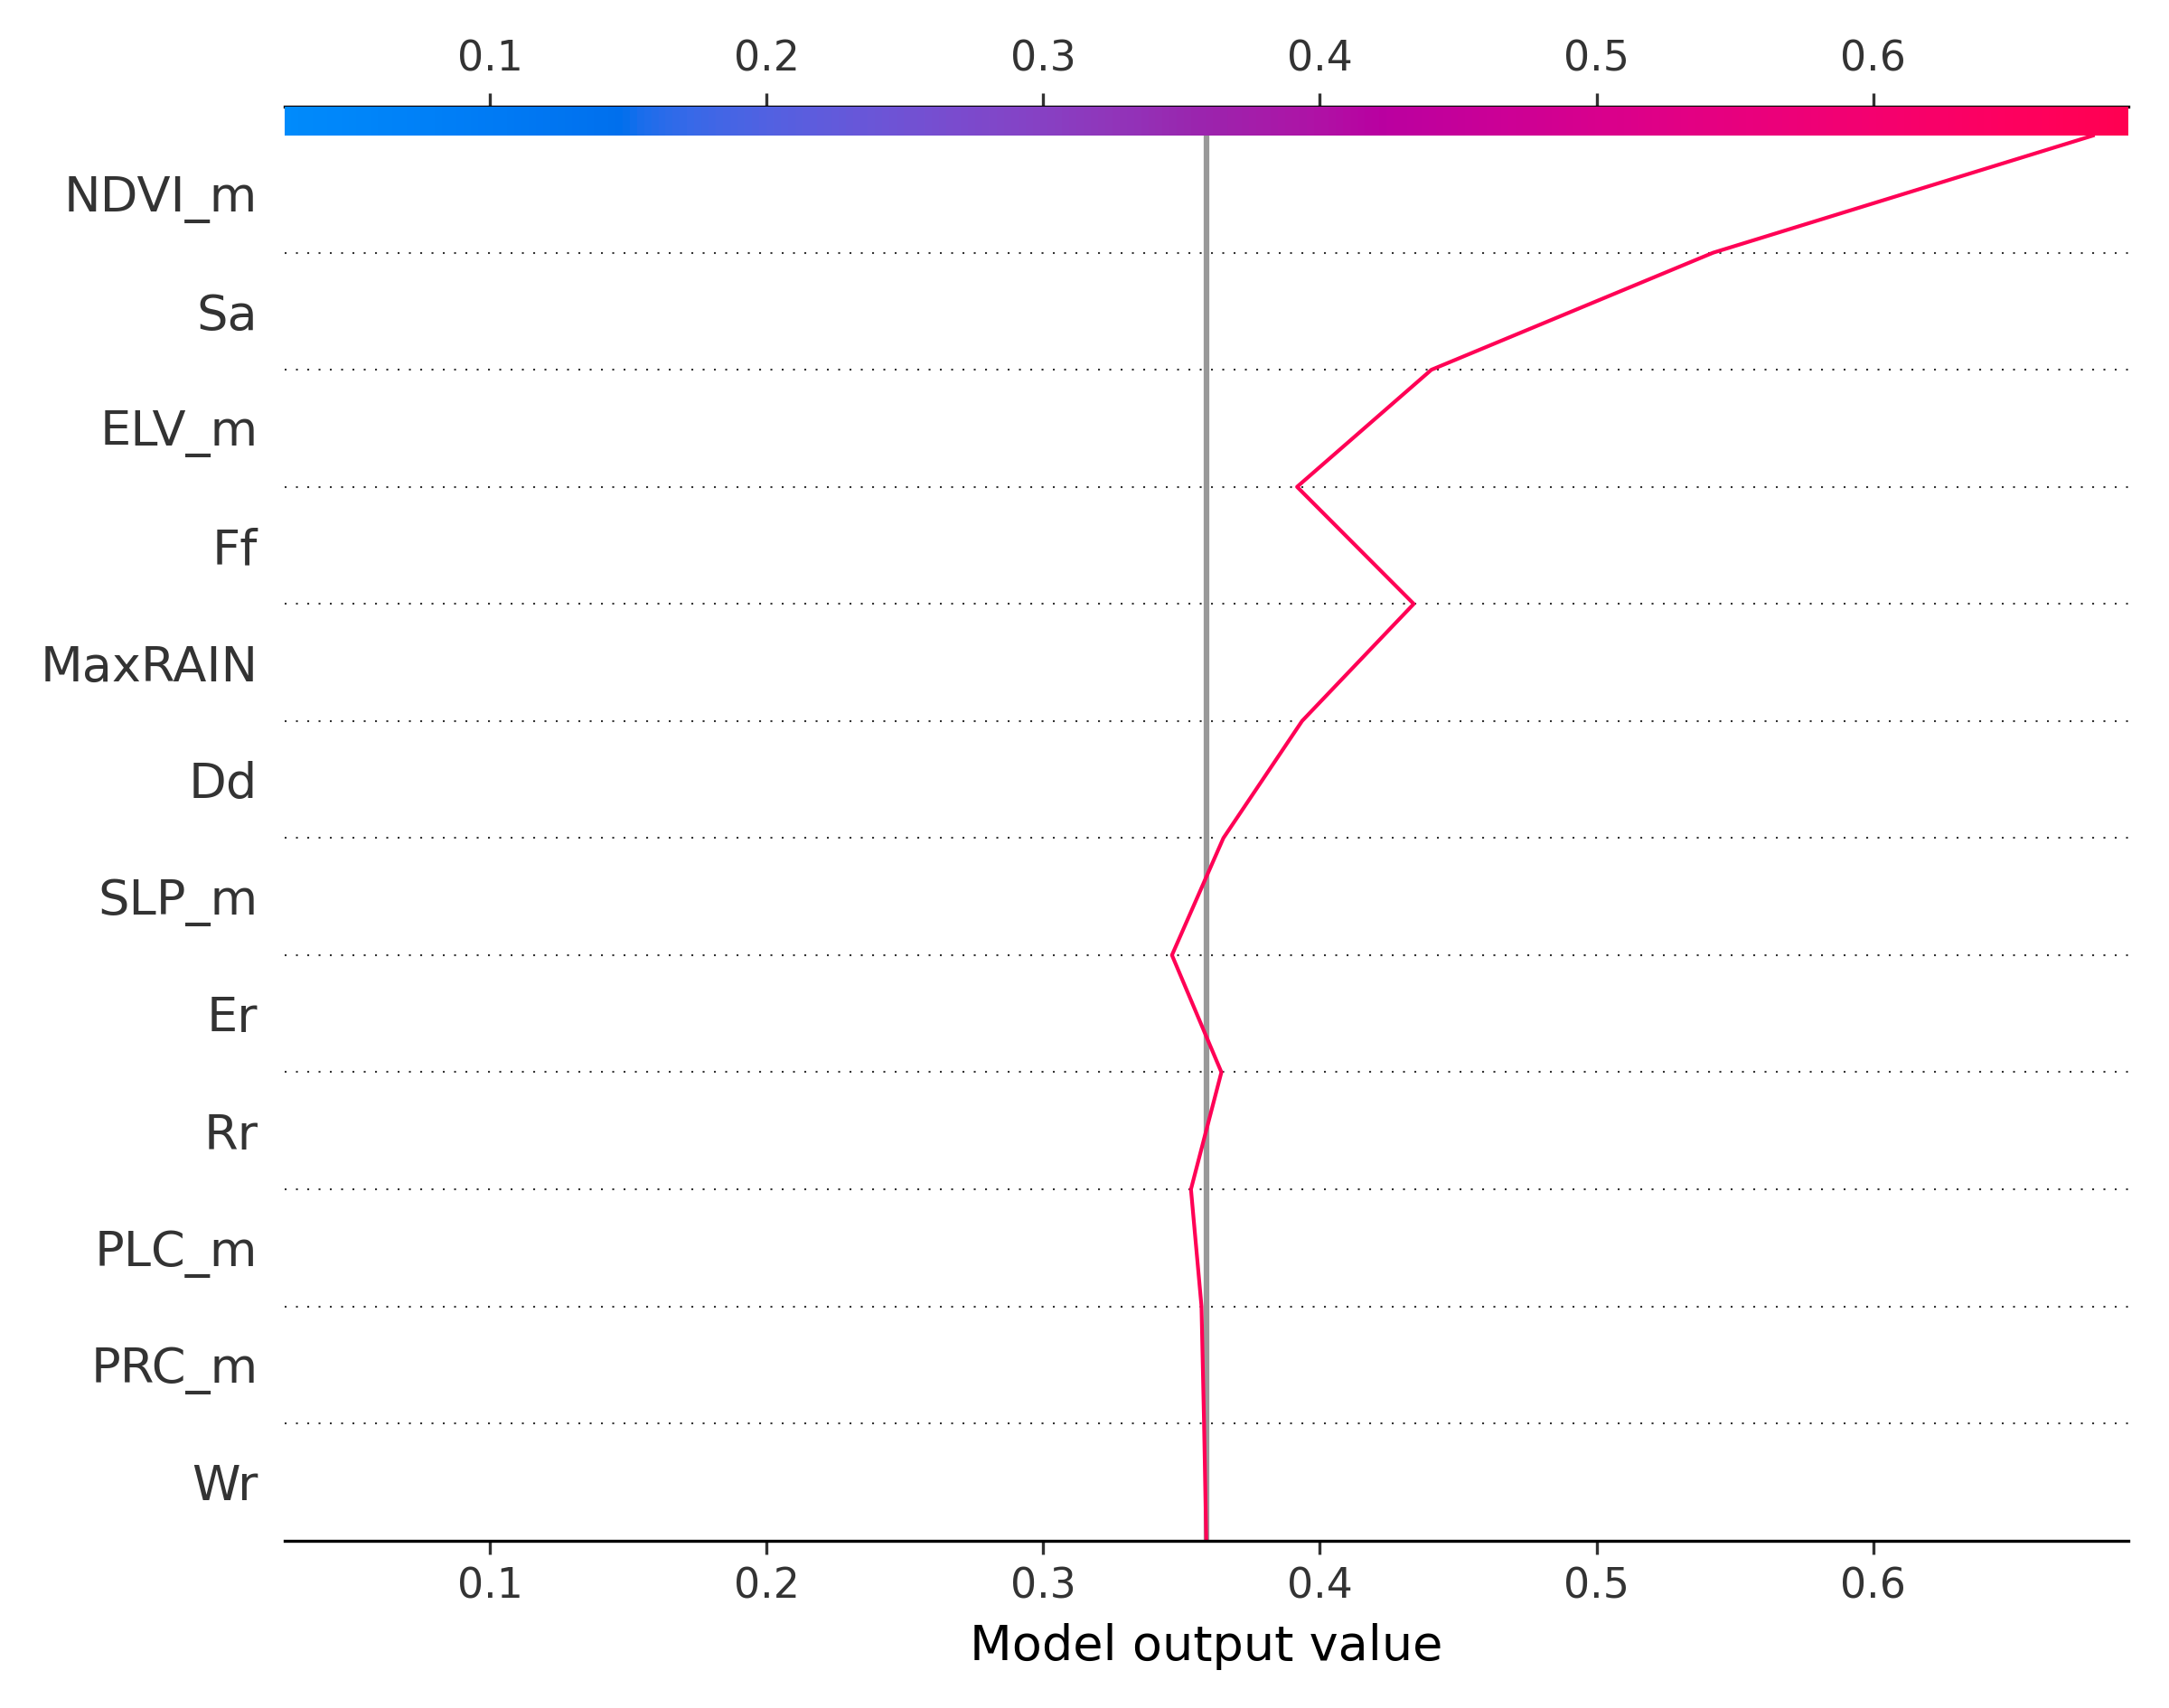 0.1 0.2 0.3 0.4 0.5 0.6
NDVI_m
Sa
ELV_m
Ff
MaxRAIN
Dd
SLP_m
Er
Rr
PLC_m
PRC_m
Wr
0.1 0.2 0.3 0.4 0.5 0.6
Model output value